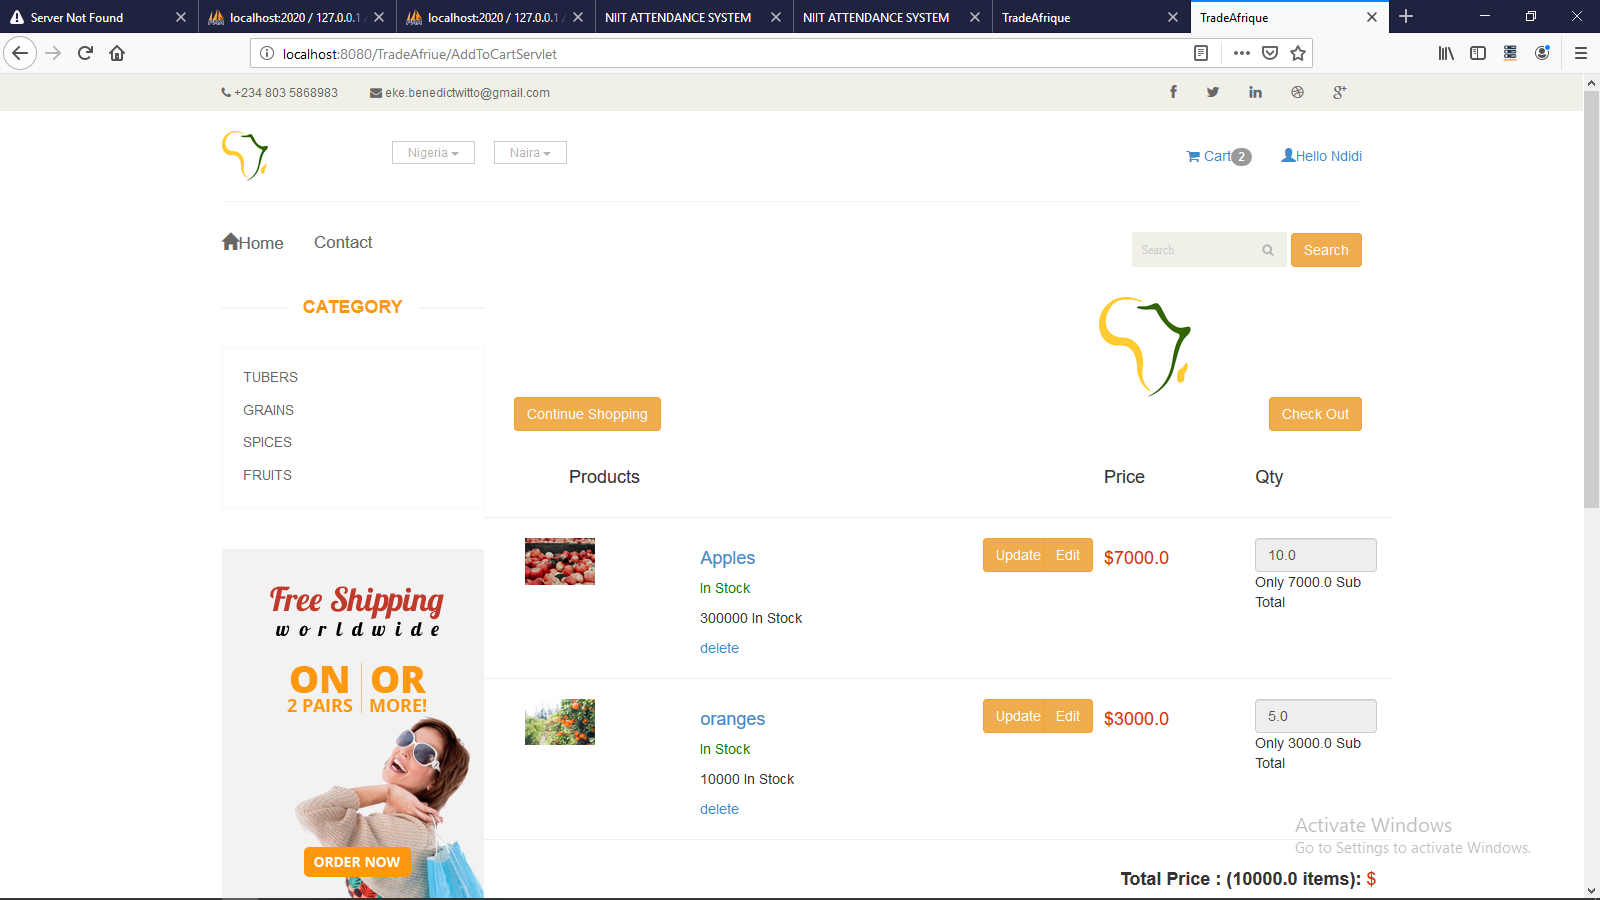 Server Not Found
localhost:2020 / 127.0.0.1 /
localhost:2020 / 127.0.0.1 /
NIIT ATTENDANCE SYSTEM
NIIT ATTENDANCE SYSTEM
TradeAfrique
TradeAfrique
localhost:8080/TradeAfriue/AddToCartServlet
+234 803 5868983
eke.benedictwitto@gmail.com
Nigeria
Naira
Cart 2
Hello Ndidi
Home
Contact
Search
Search
CATEGORY
TUBERS
GRAINS
SPICES
FRUITS
Continue Shopping
Check Out
Products
Price
Qty
Apples
In Stock
300000 In Stock
delete
Update
Edit
$7000.0
10.0
Only 7000.0 Sub
Total
oranges
In Stock
10000 In Stock
delete
Update
Edit
$3000.0
5.0
Only 3000.0 Sub
Total
Free Shipping
worldwide
ON OR
2 PAIRS MORE!
ORDER NOW
Activate Windows
Go to Settings to activate Windows.
Total Price : (10000.0 items): $